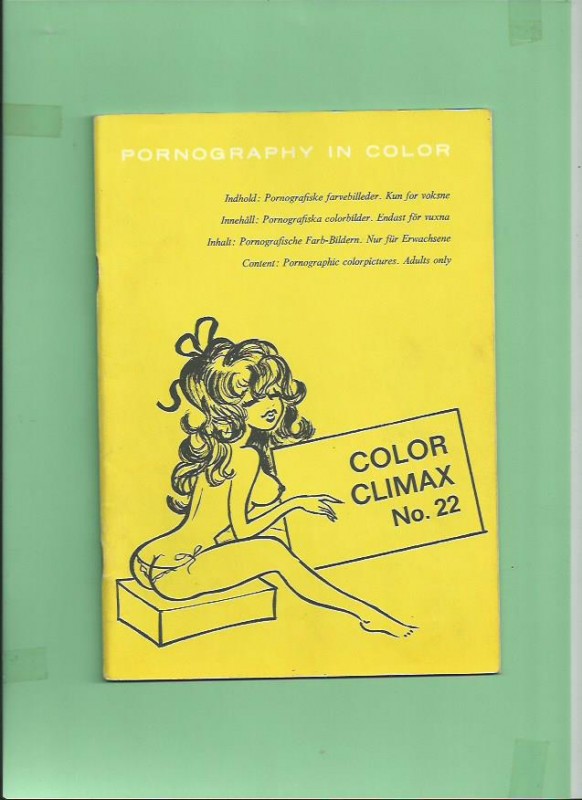 PORNOGRAPHY IN COLOR
Indhold: Pornografiske farvebilleder. Kun for voksne
Innehåll: Pornografiska colorbilder. Endast för vuxna
Inhalt: Pornografische Farb-Bildern. Nur für Erwachsene
Content: Pornographic colorpictures. Adults only
COLOR
CLIMAX
No. 22